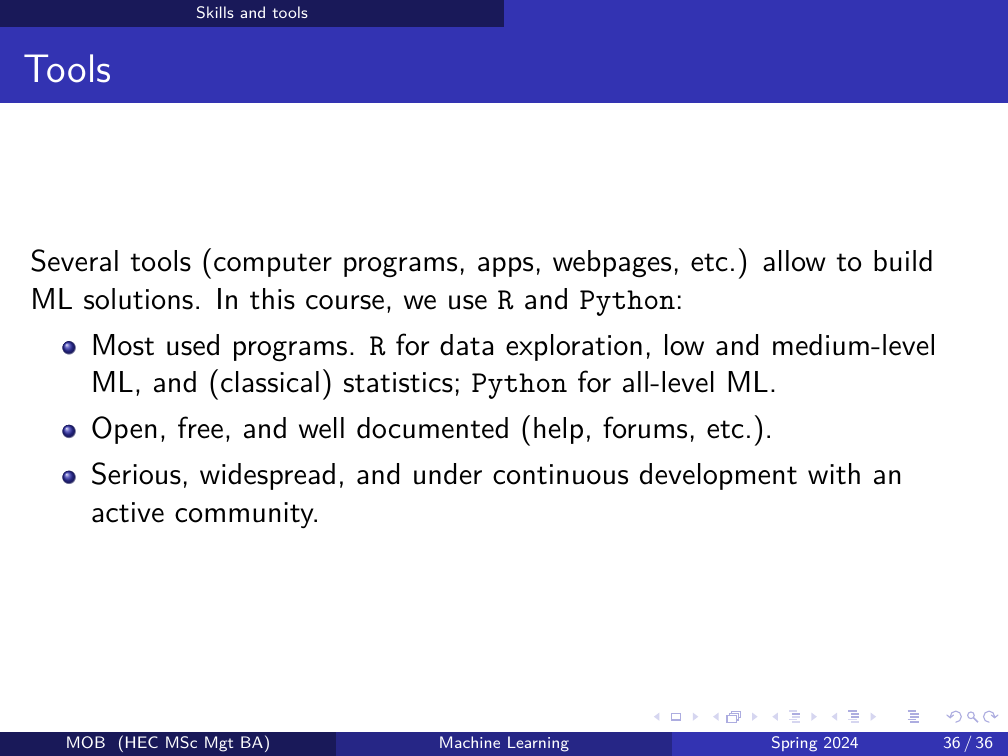 Skills and tools
Tools
Several tools (computer programs, apps, webpages, etc.) allow to build
ML solutions. In this course, we use R and Python:
Most used programs. R for data exploration, low and medium-level
ML, and (classical) statistics; Python for all-level ML.
Open, free, and well documented (help, forums, etc.).
Serious, widespread, and under continuous development with an
active community.
MOB (HEC MSc Mgt BA) Machine Learning Spring 2024 36 / 36